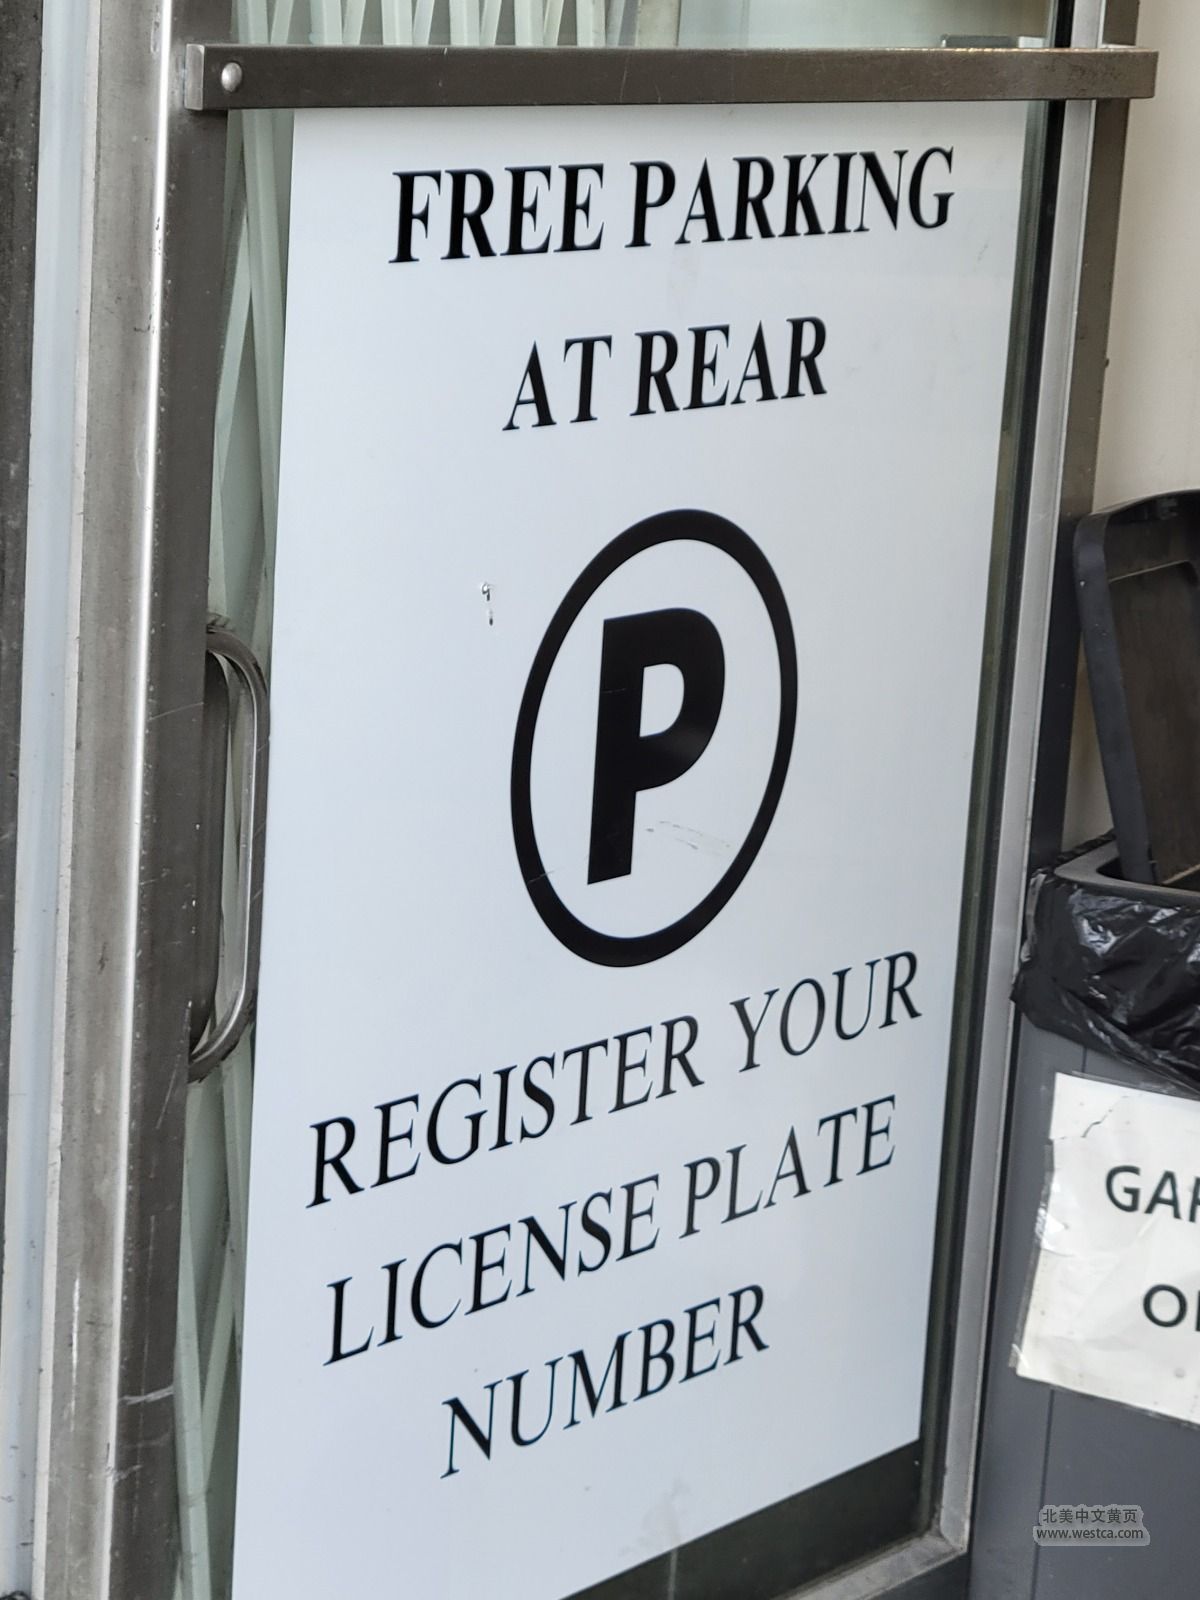 FREE PARKING
AT REAR
P
REGISTER YOUR
LICENSE PLATE
NUMBER
北美中文黄页
www.westca.com